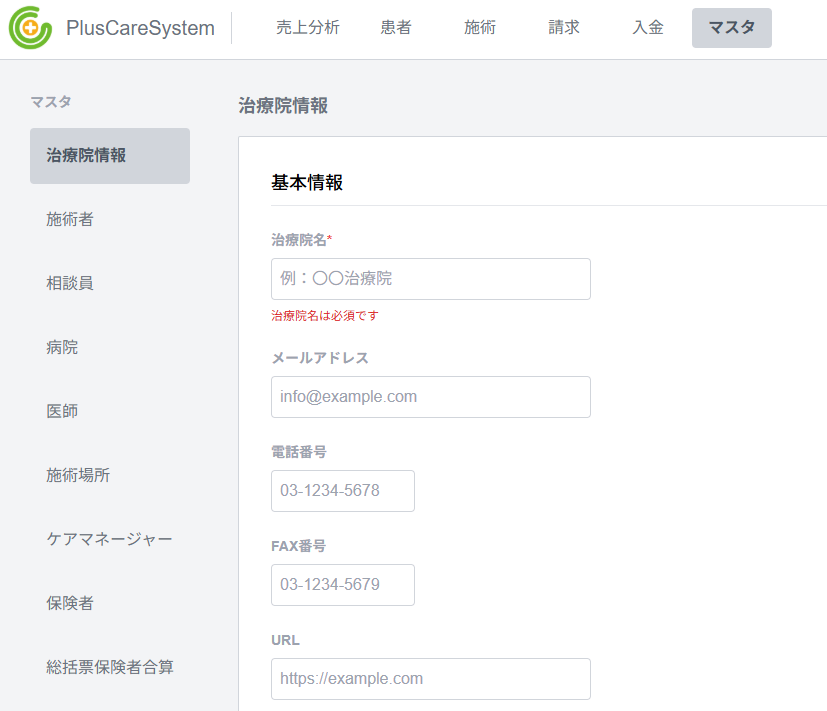 PlusCareSystem 売上分析 患者 施術 請求 入金 マスタ
マスタ
治療院情報
施術者
相談員
病院
医師
施術場所
ケアマネージャー
保険者
総括票保険者合算
治療院情報
基本情報
治療院名*
例：〇〇治療院
治療院名は必須です
メールアドレス
info@example.com
電話番号
03-1234-5678
FAX番号
03-1234-5679
URL
https://example.com